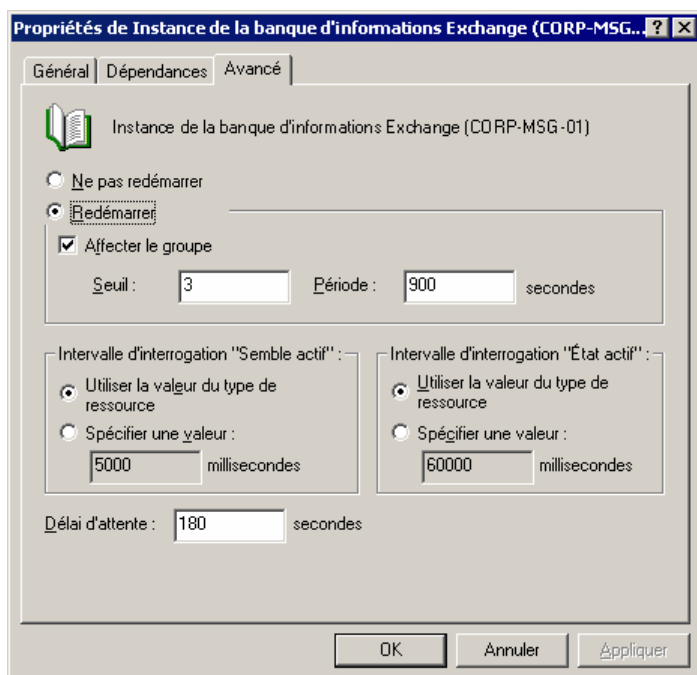 Propriétés de Instance de la banque d'informations Exchange (CORP-MSG...
Général Dépendances Avancé
Instance de la banque d'informations Exchange (CORP-MSG-01)
Ne pas redémarrer
Redémarrer
Affecter le groupe
Seuil : 3 Période : 900 secondes
Intervalle d'interrogation "Semble actif" :
Utiliser la valeur du type de
ressource
Spécifier une valeur :
5000 millisecondes
Intervalle d'interrogation "État actif" :
Utiliser la valeur du type de
ressource
Spécifier une valeur :
60000 millisecondes
Délai d'attente : 180 secondes
OK Annuler Appliquer